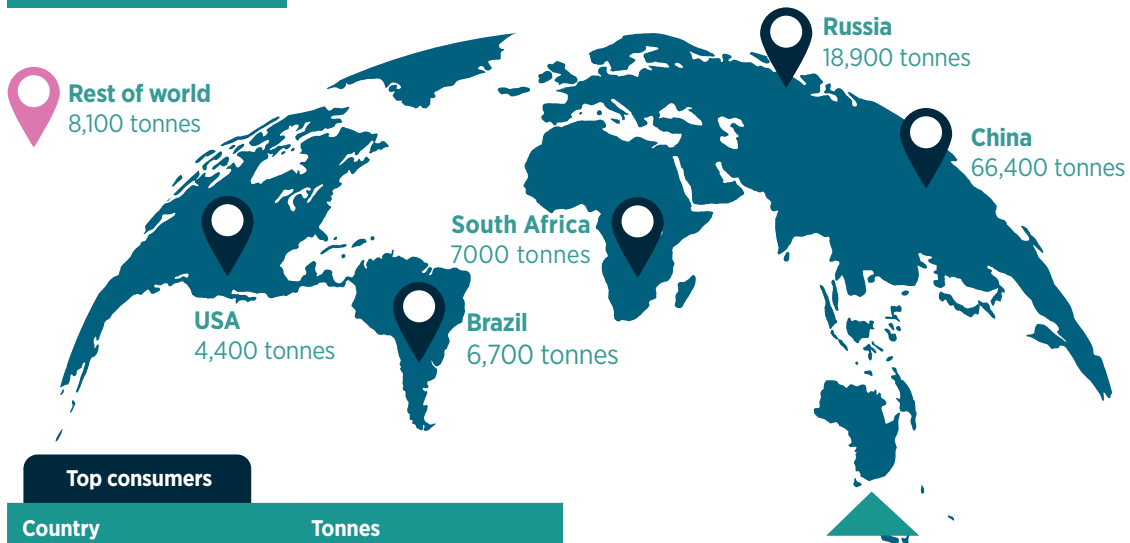 Russia
18,900 tonnes
Rest of world
8,100 tonnes
China
66,400 tonnes
South Africa
7000 tonnes
USA
4,400 tonnes
Brazil
6,700 tonnes
Top consumers
Country Tonnes